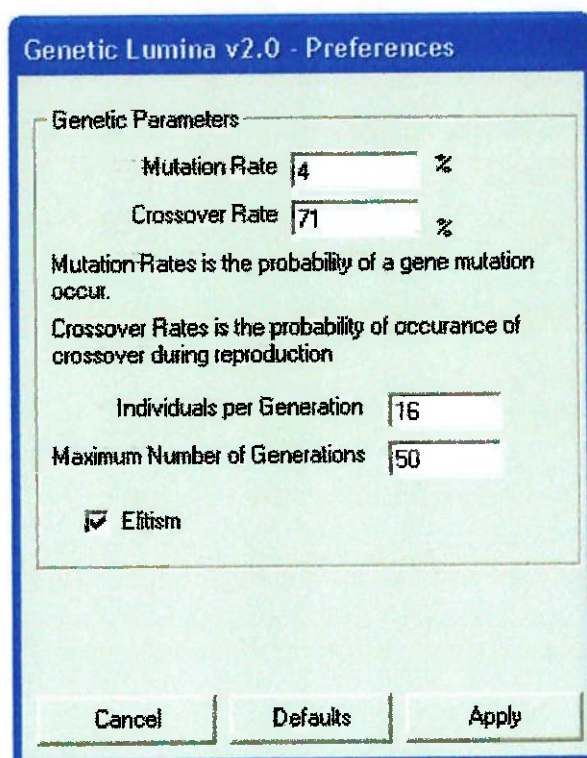 Genetic Lumina v2.0 - Preferences
Genetic Parameters
Mutation Rate 4 %
Crossover Rate 71 %
Mutation Rates is the probability of a gene mutation
occur.
Crossover Rates is the probability of occurance of
crossover during reproduction
Individuals per Generation 16
Maximum Number of Generations 50
Elitism
Cancel Defaults Apply